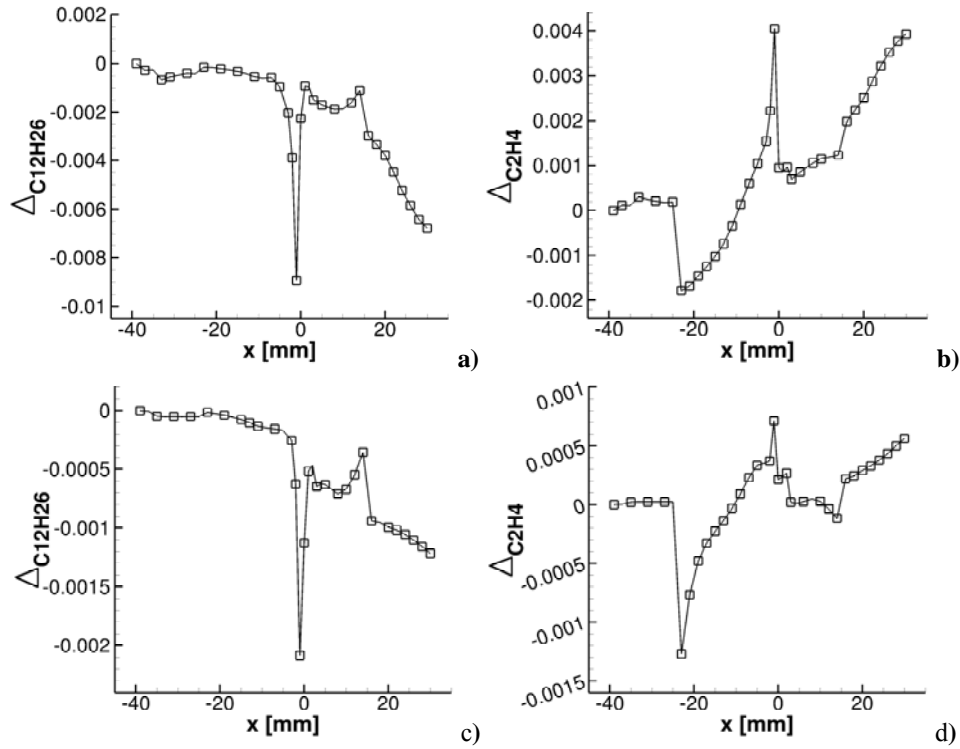 0.002
0
-0.002
-0.004
-0.006
-0.008
-0.01
ΔC12H26
-40 -20 0 20
x [mm]
a)
0.004
0.003
0.002
0.001
0
-0.001
-0.002
ΔC2H4
-40 -20 0 20
x [mm]
b)
0
-0.0005
-0.001
-0.0015
-0.002
ΔC12H26
-40 -20 0 20
x [mm]
c)
0.001
0.0005
0
-0.0005
-0.001
-0.0015
ΔC2H4
-40 -20 0 20
x [mm]
d)